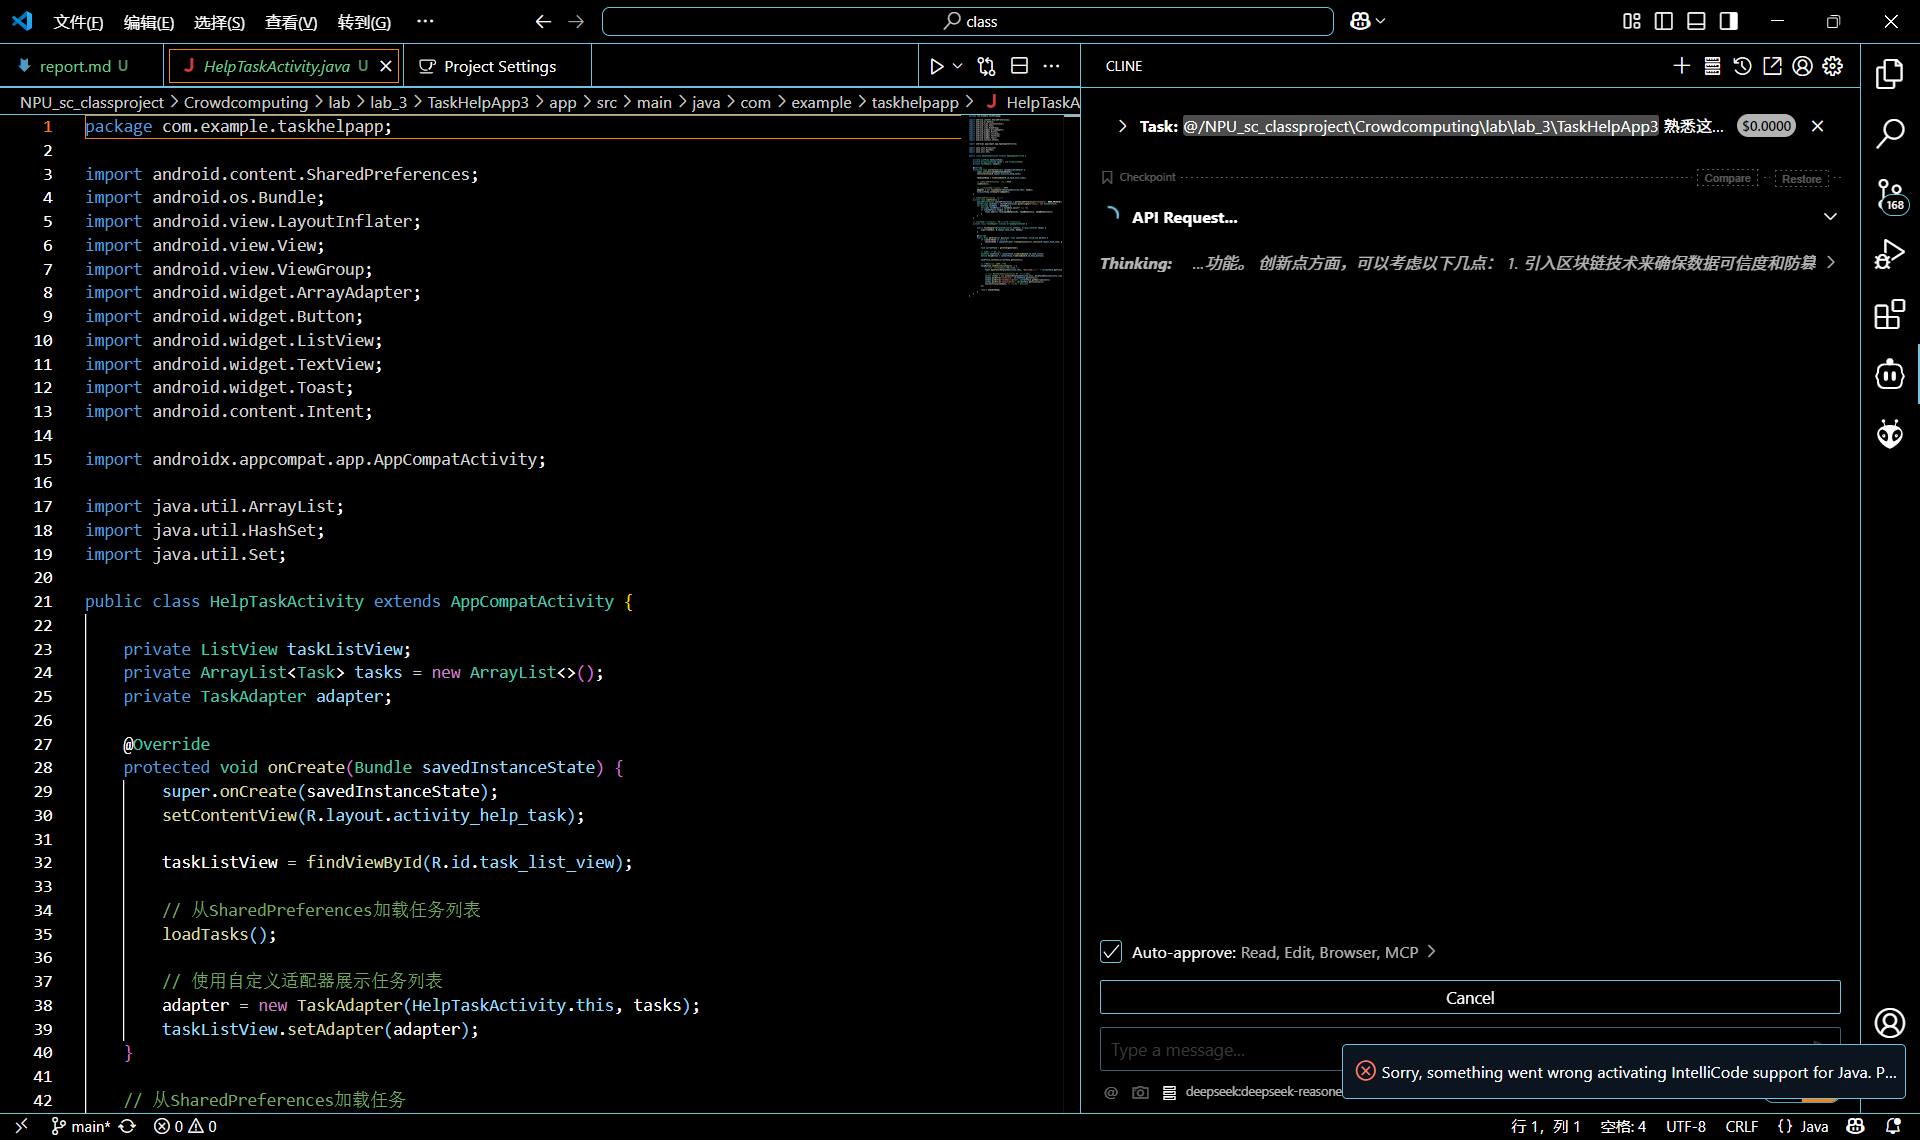 文件(F) 编辑(E) 选择(S) 查看(V) 转到(G) ··· class
report.md U HelpTaskActivity.java U Project Settings
NPU_sc_classproject > Crowdcomputing > lab > lab_3 > TaskHelpApp3 > app > src > main > java > com > example > taskhelpapp > HelpTaskA
1 package com.example.taskhelpapp;
2
3 import android.content.SharedPreferences;
4 import android.os.Bundle;
5 import android.view.LayoutInflater;
6 import android.view.View;
7 import android.view.ViewGroup;
8 import android.widget.ArrayAdapter;
9 import android.widget.Button;
10 import android.widget.ListView;
11 import android.widget.TextView;
12 import android.widget.Toast;
13 import android.content.Intent;
14
15 import androidx.appcompat.app.AppCompatActivity;
16
17 import java.util.ArrayList;
18 import java.util.HashSet;
19 import java.util.Set;
20
21 public class HelpTaskActivity extends AppCompatActivity {
22
23 private ListView taskListView;
24 private ArrayList<Task> tasks = new ArrayList<>();
25 private TaskAdapter adapter;
26
27 @Override
28 protected void onCreate(Bundle savedInstanceState) {
29 super.onCreate(savedInstanceState);
30 setContentView(R.layout.activity_help_task);
31
32 taskListView = findViewById(R.id.task_list_view);
33
34 // 从SharedPreferences加载任务列表
35 loadTasks();
36
37 // 使用自定义适配器展示任务列表
38 adapter = new TaskAdapter(HelpTaskActivity.this, tasks);
39 taskListView.setAdapter(adapter);
40 }
41
42 // 从SharedPreferences加载任务
CLINE
Task: @/NPU_sc_classproject\Crowdcomputing\lab\lab_3\TaskHelpApp3 熟悉这... $0.0000
Checkpoint Compare Restore
API Request...
Thinking: ...功能。 创新点方面，可以考虑以下几点： 1. 引入区块链技术来确保数据可信度和防篡
168
Auto-approve: Read, Edit, Browser, MCP
Cancel
Type a message...
Sorry, something went wrong activating IntelliCode support for Java. P...
@ deepseek:deepseek-reasone
main* 0 0 行 1，列 1 空格: 4 UTF-8 CRLF {} Java